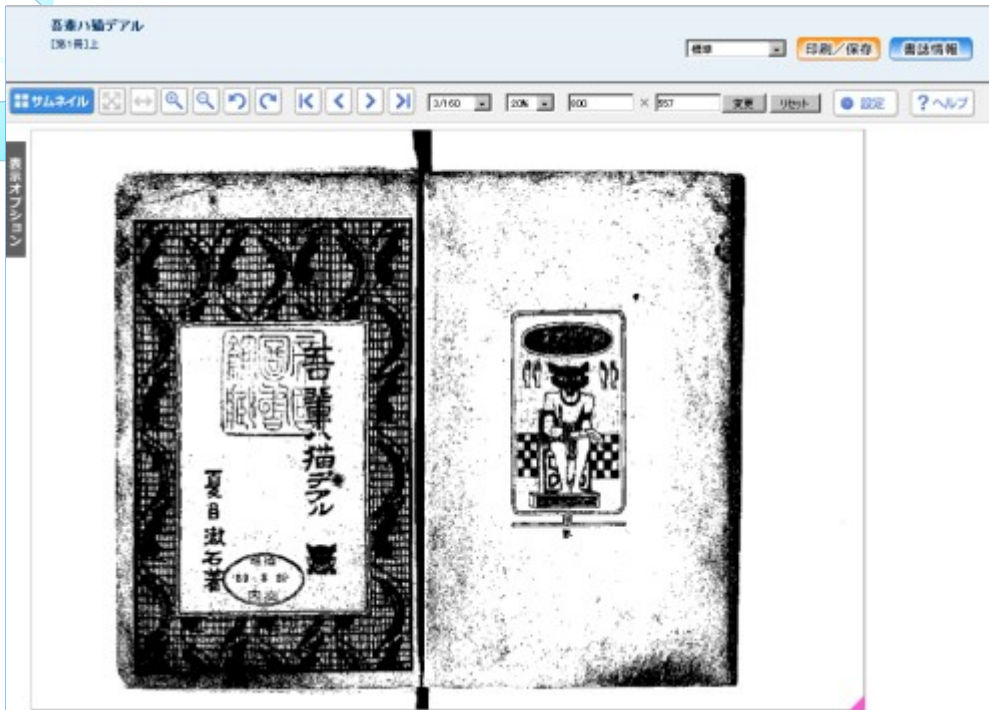 吾輩ハ猫デアル
[第1冊]上
標準
印刷/保存
書誌情報
サムネイル
3/160
20%
800
×
557
変更
リセット
設定
?ヘルプ
表示オプション
吾輩ハ猫デアル
夏目漱石著